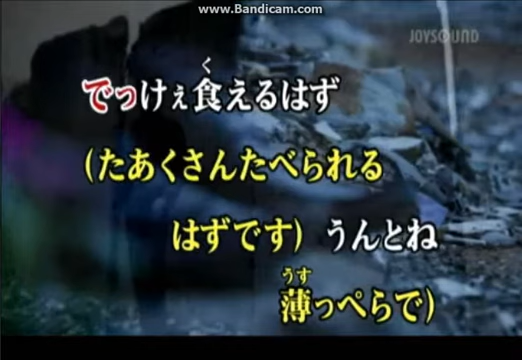 www.Bandicam.com
JOYSOUND
く
でっけぇ食えるはず
(たあくさんたべられる
はずです) うんとね
うす
薄っぺらで)